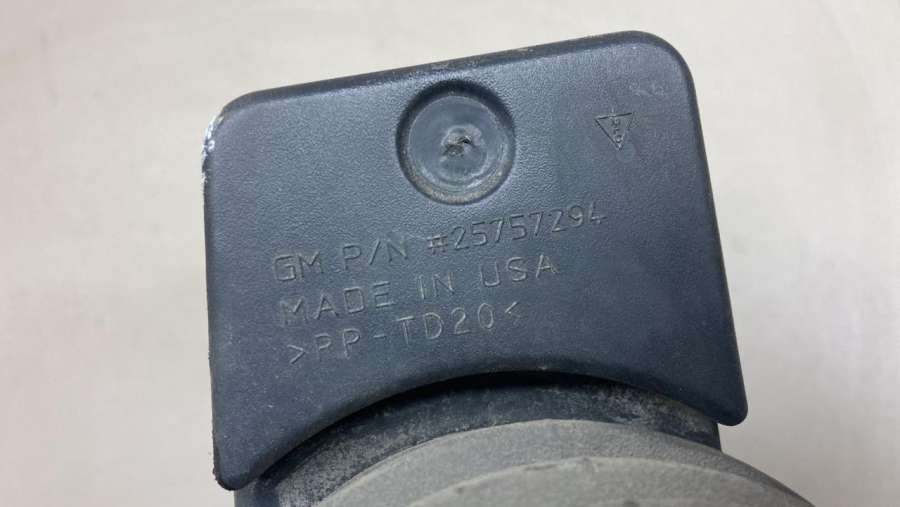 GM P/N #25757294
MADE IN USA
>PP-TD20<